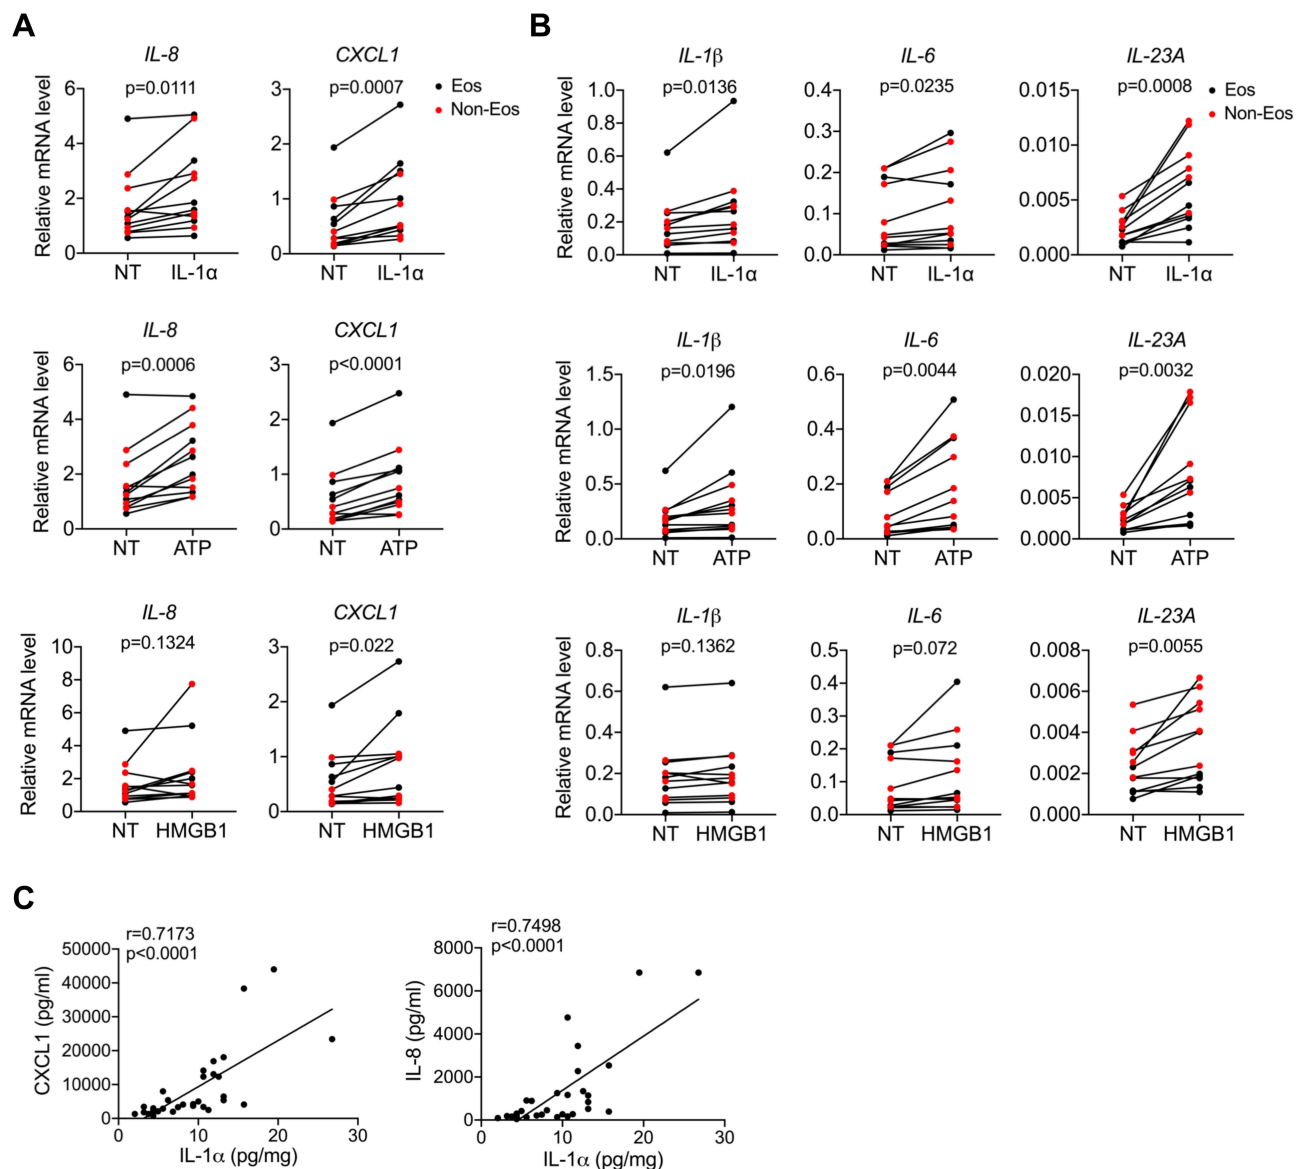 A
B
IL-8
CXCL1
IL-1β
IL-6
IL-23A
p=0.0111
p=0.0007
Eos
Non-Eos
p=0.0136
p=0.0235
p=0.0008
Eos
Non-Eos
Relative mRNA level
6
4
2
0
NT IL-1α
3
2
1
0
NT IL-1α
Relative mRNA level
1.0
0.8
0.6
0.4
0.2
0.0
NT IL-1α
0.4
0.3
0.2
0.1
0.0
NT IL-1α
0.015
0.010
0.005
0.000
NT IL-1α
IL-8
CXCL1
IL-1β
IL-6
IL-23A
p=0.0006
p<0.0001
p=0.0196
p=0.0044
p=0.0032
Relative mRNA level
6
4
2
0
NT ATP
3
2
1
0
NT ATP
Relative mRNA level
1.5
1.0
0.5
0.0
NT ATP
0.6
0.4
0.2
0.0
NT ATP
0.020
0.015
0.010
0.005
0.000
NT ATP
IL-8
CXCL1
IL-1β
IL-6
IL-23A
p=0.1324
p=0.022
p=0.1362
p=0.072
p=0.0055
Relative mRNA level
10
8
6
4
2
0
NT HMGB1
3
2
1
0
NT HMGB1
Relative mRNA level
0.8
0.6
0.4
0.2
0.0
NT HMGB1
0.5
0.4
0.3
0.2
0.1
0.0
NT HMGB1
0.008
0.006
0.004
0.002
0.000
NT HMGB1
C
r=0.7173
p<0.0001
CXCL1 (pg/ml)
50000
40000
30000
20000
10000
0
0 10 20 30
IL-1α (pg/mg)
r=0.7498
p<0.0001
IL-8 (pg/ml)
8000
6000
4000
2000
0
0 10 20 30
IL-1α (pg/mg)